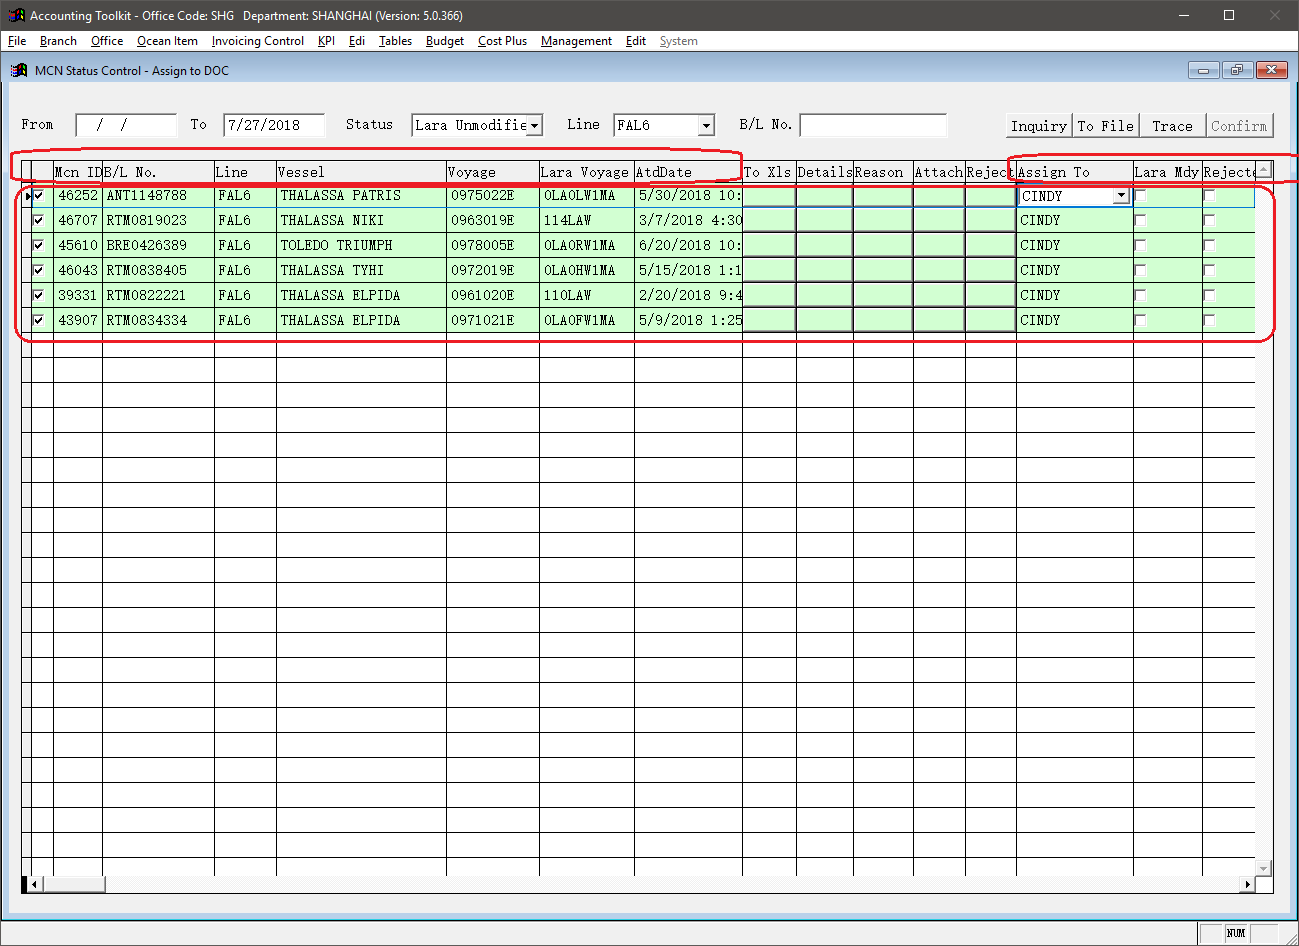 Accounting Toolkit - Office Code: SHG   Department: SHANGHAI (Version: 5.0.366)
File Branch Office Ocean Item Invoicing Control KPI Edi Tables Budget Cost Plus Management Edit System
MCN Status Control - Assign to DOC
From / / To 7/27/2018 Status Lara Unmodifie Line FAL6 B/L No. Inquiry To File Trace Confirm
Mcn ID B/L No. Line Vessel Voyage Lara Voyage AtdDate To Xls Details Reason Attach Reject Assign To Lara Mdy Rejecte
46252 ANT1148788 FAL6 THALASSA PATRIS 0975022E 0LAOLW1MA 5/30/2018 10: CINDY
46707 RTM0819023 FAL6 THALASSA NIKI 0963019E 114LAW 3/7/2018 4:30 CINDY
45610 BRE0426389 FAL6 TOLEDO TRIUMPH 0978005E 0LAORW1MA 6/20/2018 10: CINDY
46043 RTM0838405 FAL6 THALASSA TYHI 0972019E 0LAOHW1MA 5/15/2018 1:1 CINDY
39331 RTM0822221 FAL6 THALASSA ELPIDA 0961020E 110LAW 2/20/2018 9:4 CINDY
43907 RTM0834334 FAL6 THALASSA ELPIDA 0971021E 0LAOFW1MA 5/9/2018 1:25 CINDY
NUM